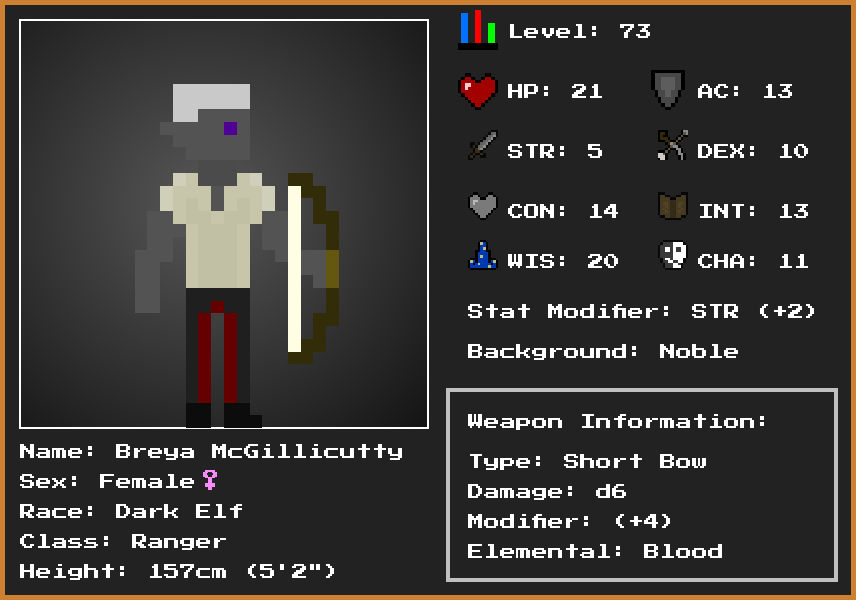 Level: 73
HP: 21 AC: 13
STR: 5 DEX: 10
CON: 14 INT: 13
WIS: 20 CHA: 11
Stat Modifier: STR (+2)
Background: Noble
Weapon Information:
Type: Short Bow
Damage: d6
Modifier: (+4)
Elemental: Blood
Name: Breya McGillicutty
Sex: Female♀
Race: Dark Elf
Class: Ranger
Height: 157cm (5'2")